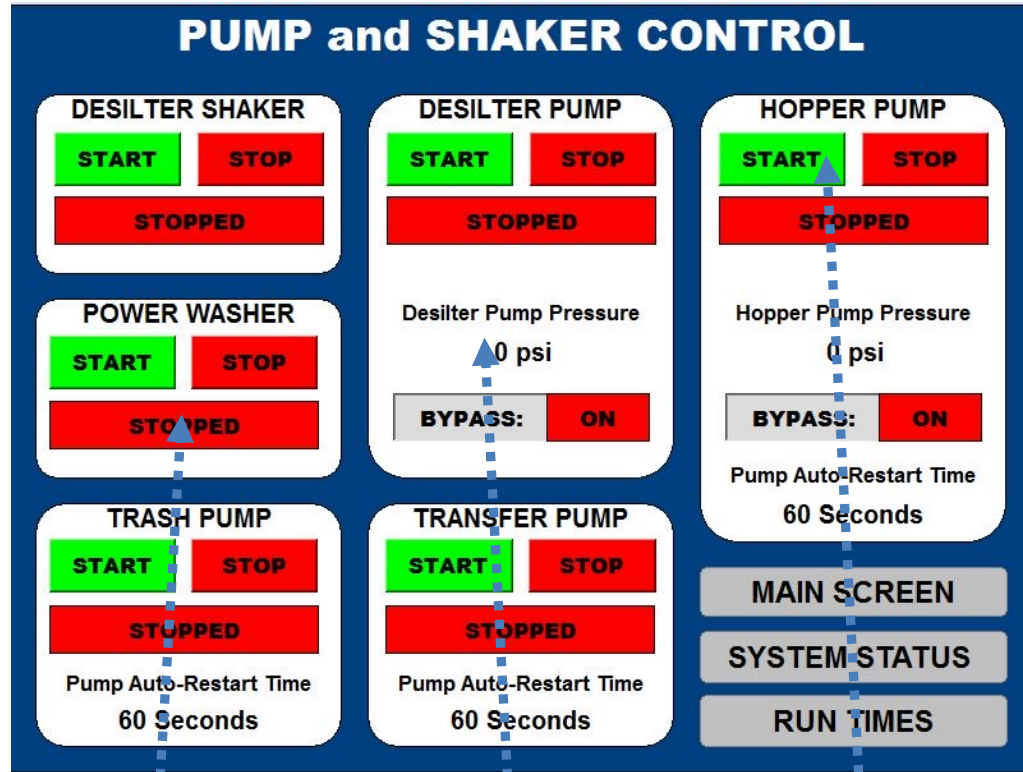 PUMP and SHAKER CONTROL
DESILTER SHAKER
START STOP
STOPPED
POWER WASHER
START STOP
STOPPED
TRASH PUMP
START STOP
STOPPED
Pump Auto-Restart Time
60 Seconds
DESILTER PUMP
START STOP
STOPPED
Desilter Pump Pressure
0 psi
BYPASS: ON
TRANSFER PUMP
START STOP
STOPPED
Pump Auto-Restart Time
60 Seconds
HOPPER PUMP
START STOP
STOPPED
Hopper Pump Pressure
0 psi
BYPASS: ON
Pump Auto-Restart Time
60 Seconds
MAIN SCREEN
SYSTEM STATUS
RUN TIMES